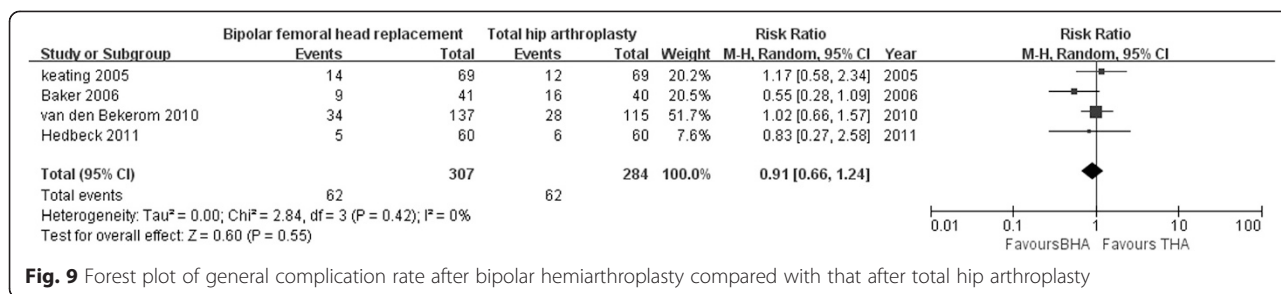 Bipolar femoral head replacement Total hip arthroplasty Risk Ratio Risk Ratio
Study or Subgroup Events Total Events Total Weight M-H, Random, 95% CI Year M-H, Random, 95% CI
keating 2005 14 69 12 69 20.2% 1.17 [0.58, 2.34] 2005
Baker 2006 9 41 16 40 20.5% 0.55 [0.28, 1.09] 2006
van den Bekerom 2010 34 137 28 115 51.7% 1.02 [0.66, 1.57] 2010
Hedbeck 2011 5 60 6 60 7.6% 0.83 [0.27, 2.58] 2011
Total (95% CI) 307 284 100.0% 0.91 [0.66, 1.24]
Total events 62 62
Heterogeneity: Tau² = 0.00; Chi² = 2.84, df = 3 (P = 0.42); I² = 0%
Test for overall effect: Z = 0.60 (P = 0.55)
0.01 0.1 1 10 100
FavoursBHA Favours THA
Fig. 9 Forest plot of general complication rate after bipolar hemiarthroplasty compared with that after total hip arthroplasty